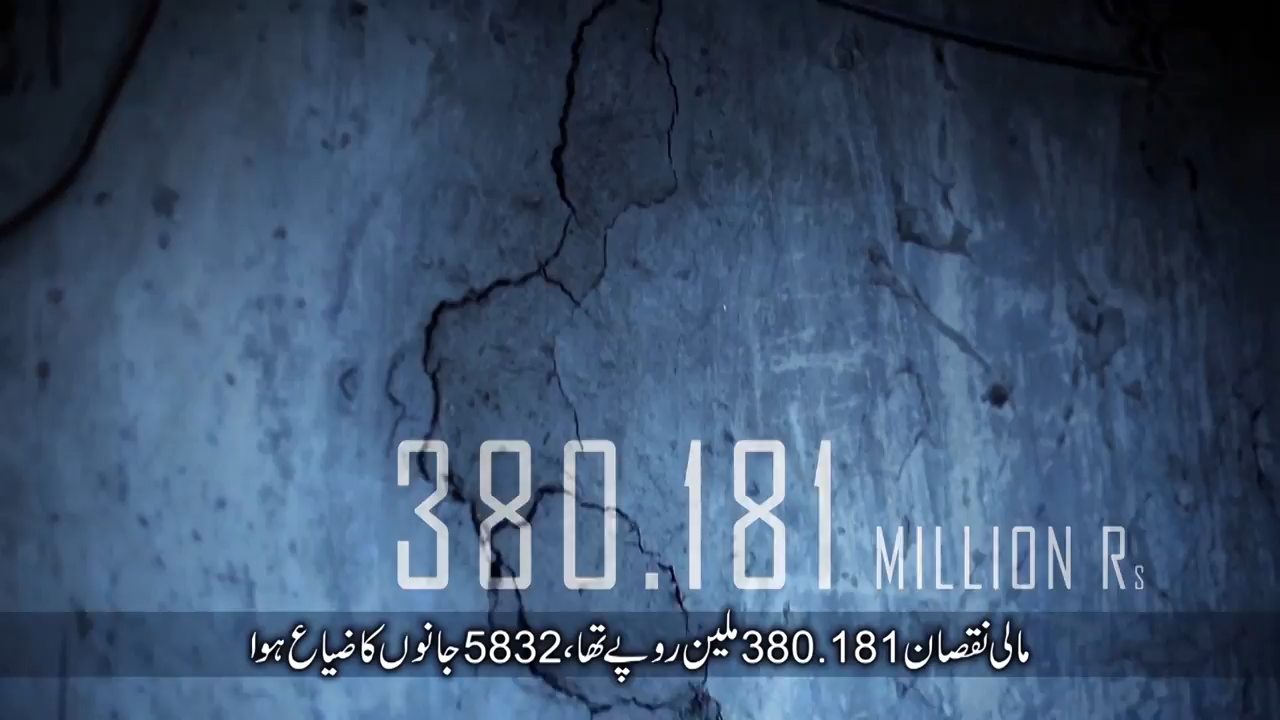 380.181 MILLION Rs
مالی نقصان 380.181 ملین روپے تھا، 5832 جانوں کا ضیاع ہوا